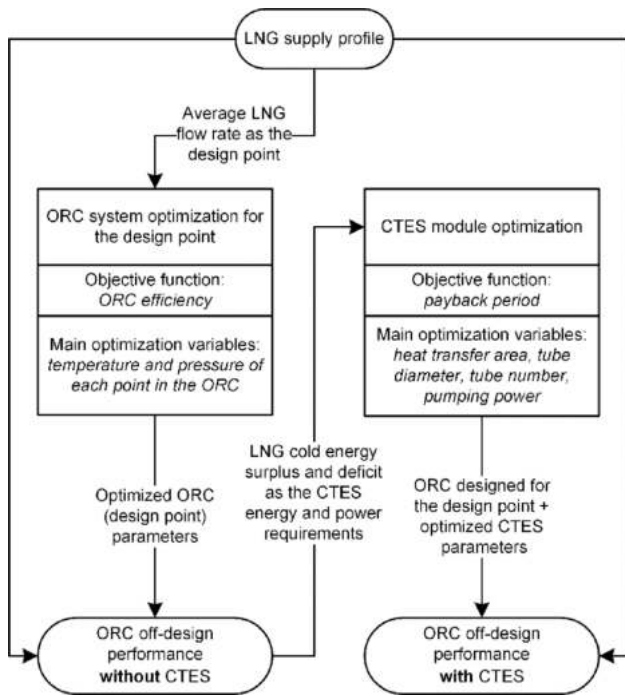 LNG supply profile
Average LNG
flow rate as the
design point
ORC system optimization for
the design point
Objective function:
ORC efficiency
Main optimization variables:
temperature and pressure of
each point in the ORC
Optimized ORC
(design point)
parameters
ORC off-design
performance
without CTES
LNG cold energy
surplus and deficit
as the CTES
energy and power
requirements
CTES module optimization
Objective function:
payback period
Main optimization variables:
heat transfer area, tube
diameter, tube number,
pumping power
ORC designed for
the design point +
optimized CTES
parameters
ORC off-design
performance
with CTES